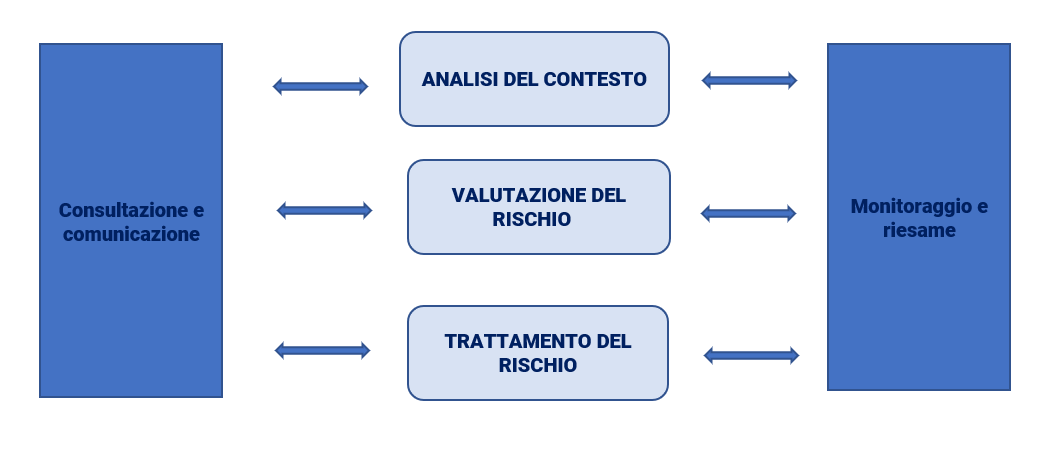 ANALISI DEL CONTESTO
VALUTAZIONE DEL
RISCHIO
Consultazione e
comunicazione
Monitoraggio e
riesame
TRATTAMENTO DEL
RISCHIO